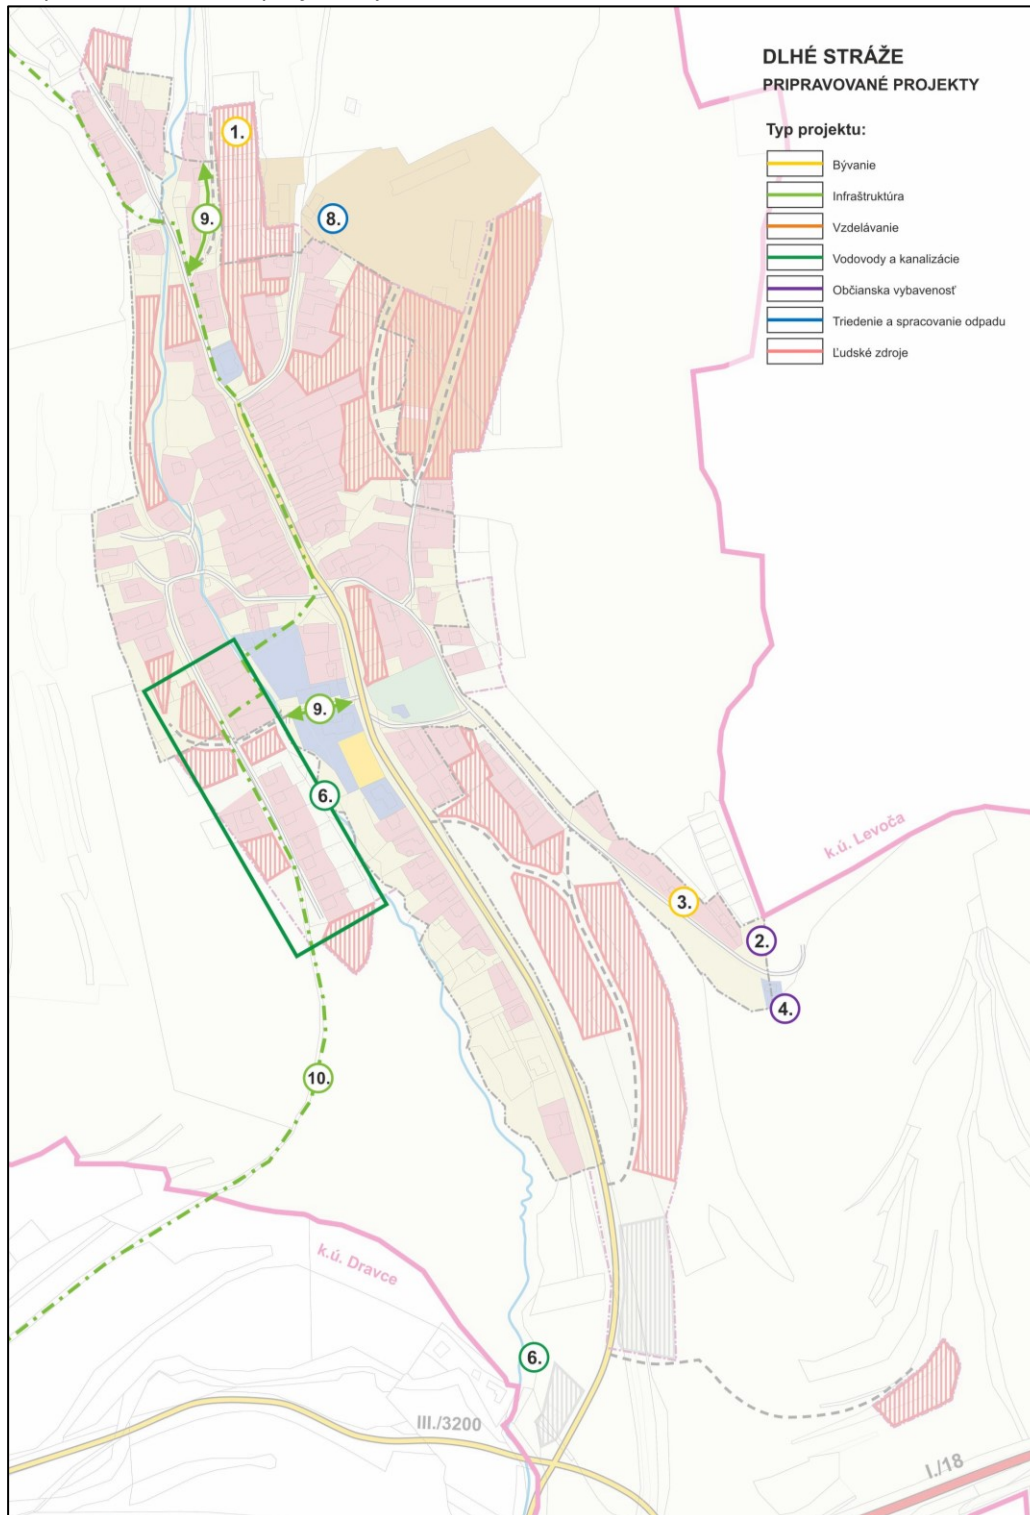 DLHÉ STRÁŽE
PRIPRAVOVANÉ PROJEKTY
Typ projektu:
Bývanie
Infraštruktúra
Vzdelávanie
Vodovody a kanalizácie
Občianska vybavenosť
Triedenie a spracovanie odpadu
Ľudské zdroje
1.
9.
8.
9.
6.
k.ú. Levoča
3.
2.
4.
10.
k.ú. Dravce
6.
III./3200
I./18